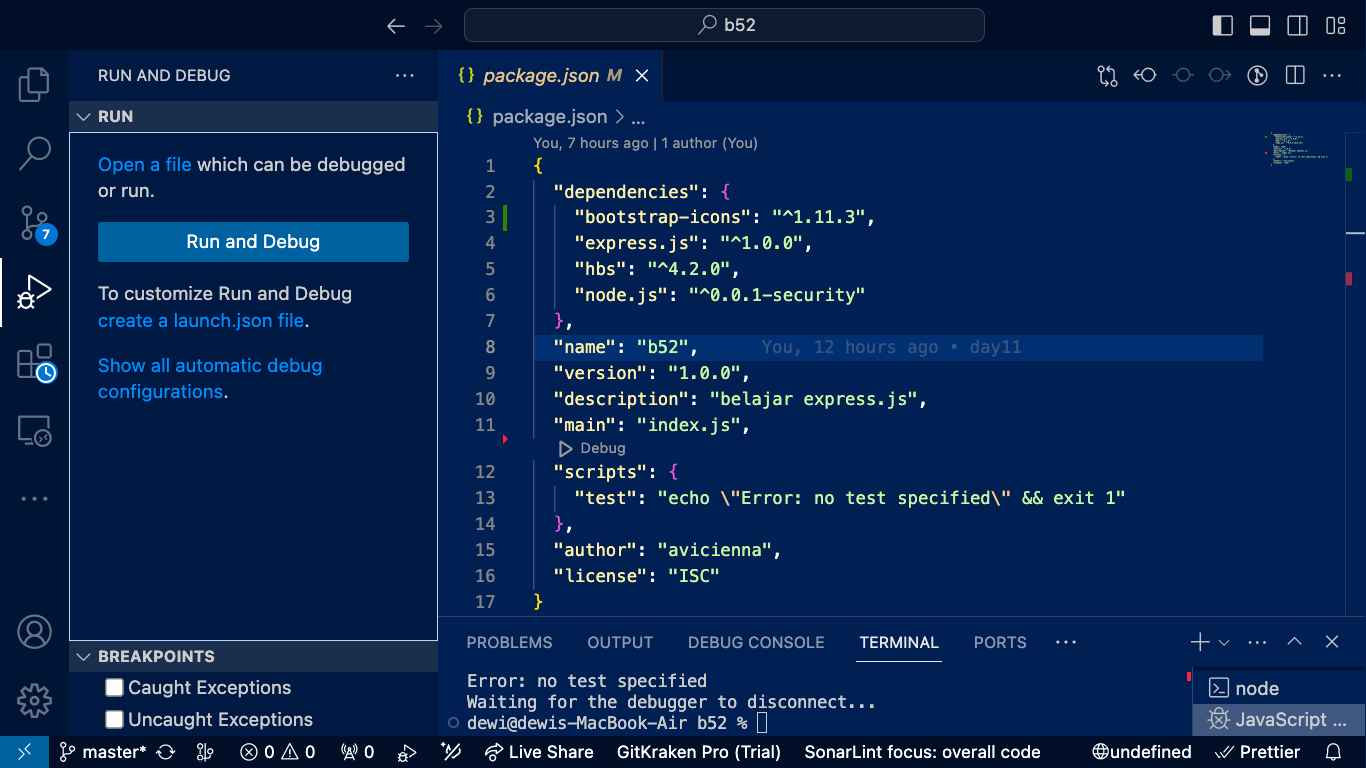 b52
RUN AND DEBUG
RUN
Open a file which can be debugged
or run.
Run and Debug
To customize Run and Debug
create a launch.json file.
Show all automatic debug
configurations.
7
BREAKPOINTS
Caught Exceptions
Uncaught Exceptions
{} package.json M
{} package.json > ...
You, 7 hours ago | 1 author (You)
1 {
2 "dependencies": {
3 "bootstrap-icons": "^1.11.3",
4 "express.js": "^1.0.0",
5 "hbs": "^4.2.0",
6 "node.js": "^0.0.1-security"
7 },
8 "name": "b52", You, 12 hours ago • day11
9 "version": "1.0.0",
10 "description": "belajar express.js",
11 "main": "index.js",
Debug
12 "scripts": {
13 "test": "echo \"Error: no test specified\" && exit 1"
14 },
15 "author": "avicienna",
16 "license": "ISC"
17 }
PROBLEMS OUTPUT DEBUG CONSOLE TERMINAL PORTS
Error: no test specified
Waiting for the debugger to disconnect...
dewi@dewis-MacBook-Air b52 %
node
JavaScript ...
master* 0 0 0 Live Share GitKraken Pro (Trial) SonarLint focus: overall code undefined Prettier